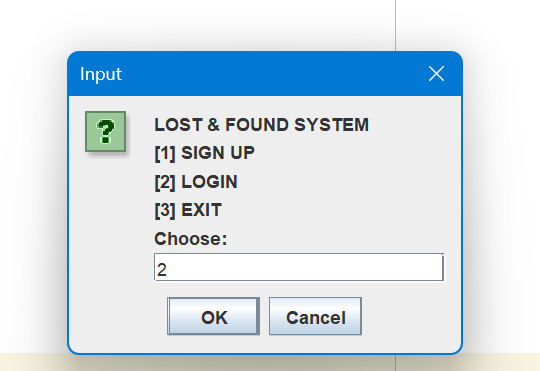 Input
LOST & FOUND SYSTEM
[1] SIGN UP
[2] LOGIN
[3] EXIT
Choose:
2
OK
Cancel